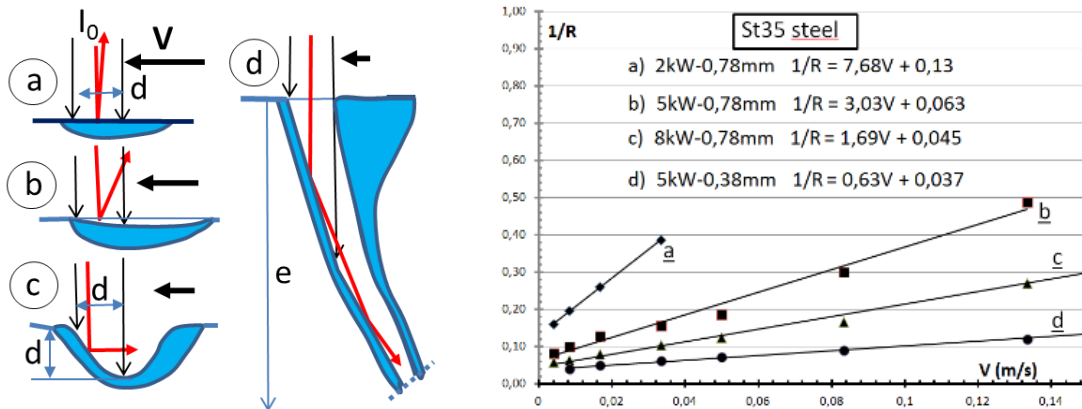 I0
V
a
d
b
c
d
d
d
e
1,00
0,90
0,80
0,70
0,60
0,50
0,40
0,30
0,20
0,10
0,00
1/R
St35 steel
a) 2kW-0,78mm 1/R = 7,68V + 0,13
b) 5kW-0,78mm 1/R = 3,03V + 0,063
c) 8kW-0,78mm 1/R = 1,69V + 0,045
d) 5kW-0,38mm 1/R = 0,63V + 0,037
a
b
c
d
V (m/s)
0
0,02
0,04
0,06
0,08
0,1
0,12
0,14